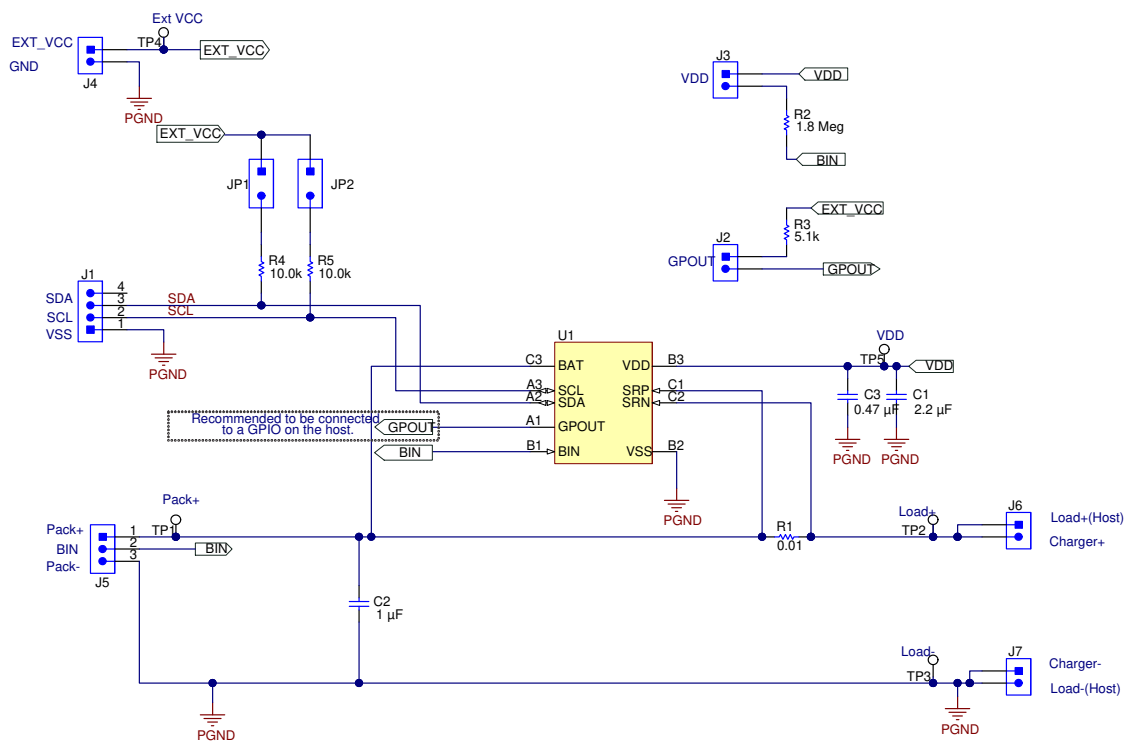 Ext VCC
EXT_VCC
TP4
EXT_VCC
GND
J4
PGND
EXT_VCC
JP1
JP2
R4
10.0k
R5
10.0k
J1
SDA
SCL
VSS
4
3
2
1
SDA
SCL
PGND
J3
VDD
VDD
R2
1.8 Meg
BIN
EXT_VCC
R3
5.1k
J2
GPOUT
GPOUT
U1
C3
BAT
A3
SCL
A2
SDA
A1
GPOUT
B1
BIN
VDD
B3
SRP
C1
SRN
C2
VSS
B2
PGND
VDD
TP5
VDD
C3
0.47 µF
C1
2.2 µF
PGND
PGND
Recommended to be connected
to a GPIO on the host.
GPOUT
BIN
Pack+
TP1
Pack+
BIN
Pack-
1
2
3
J5
BIN
C2
1 µF
R1
0.01
Load+
TP2
J6
Load+(Host)
Charger+
Load-
TP3
J7
Charger-
Load-(Host)
PGND
PGND